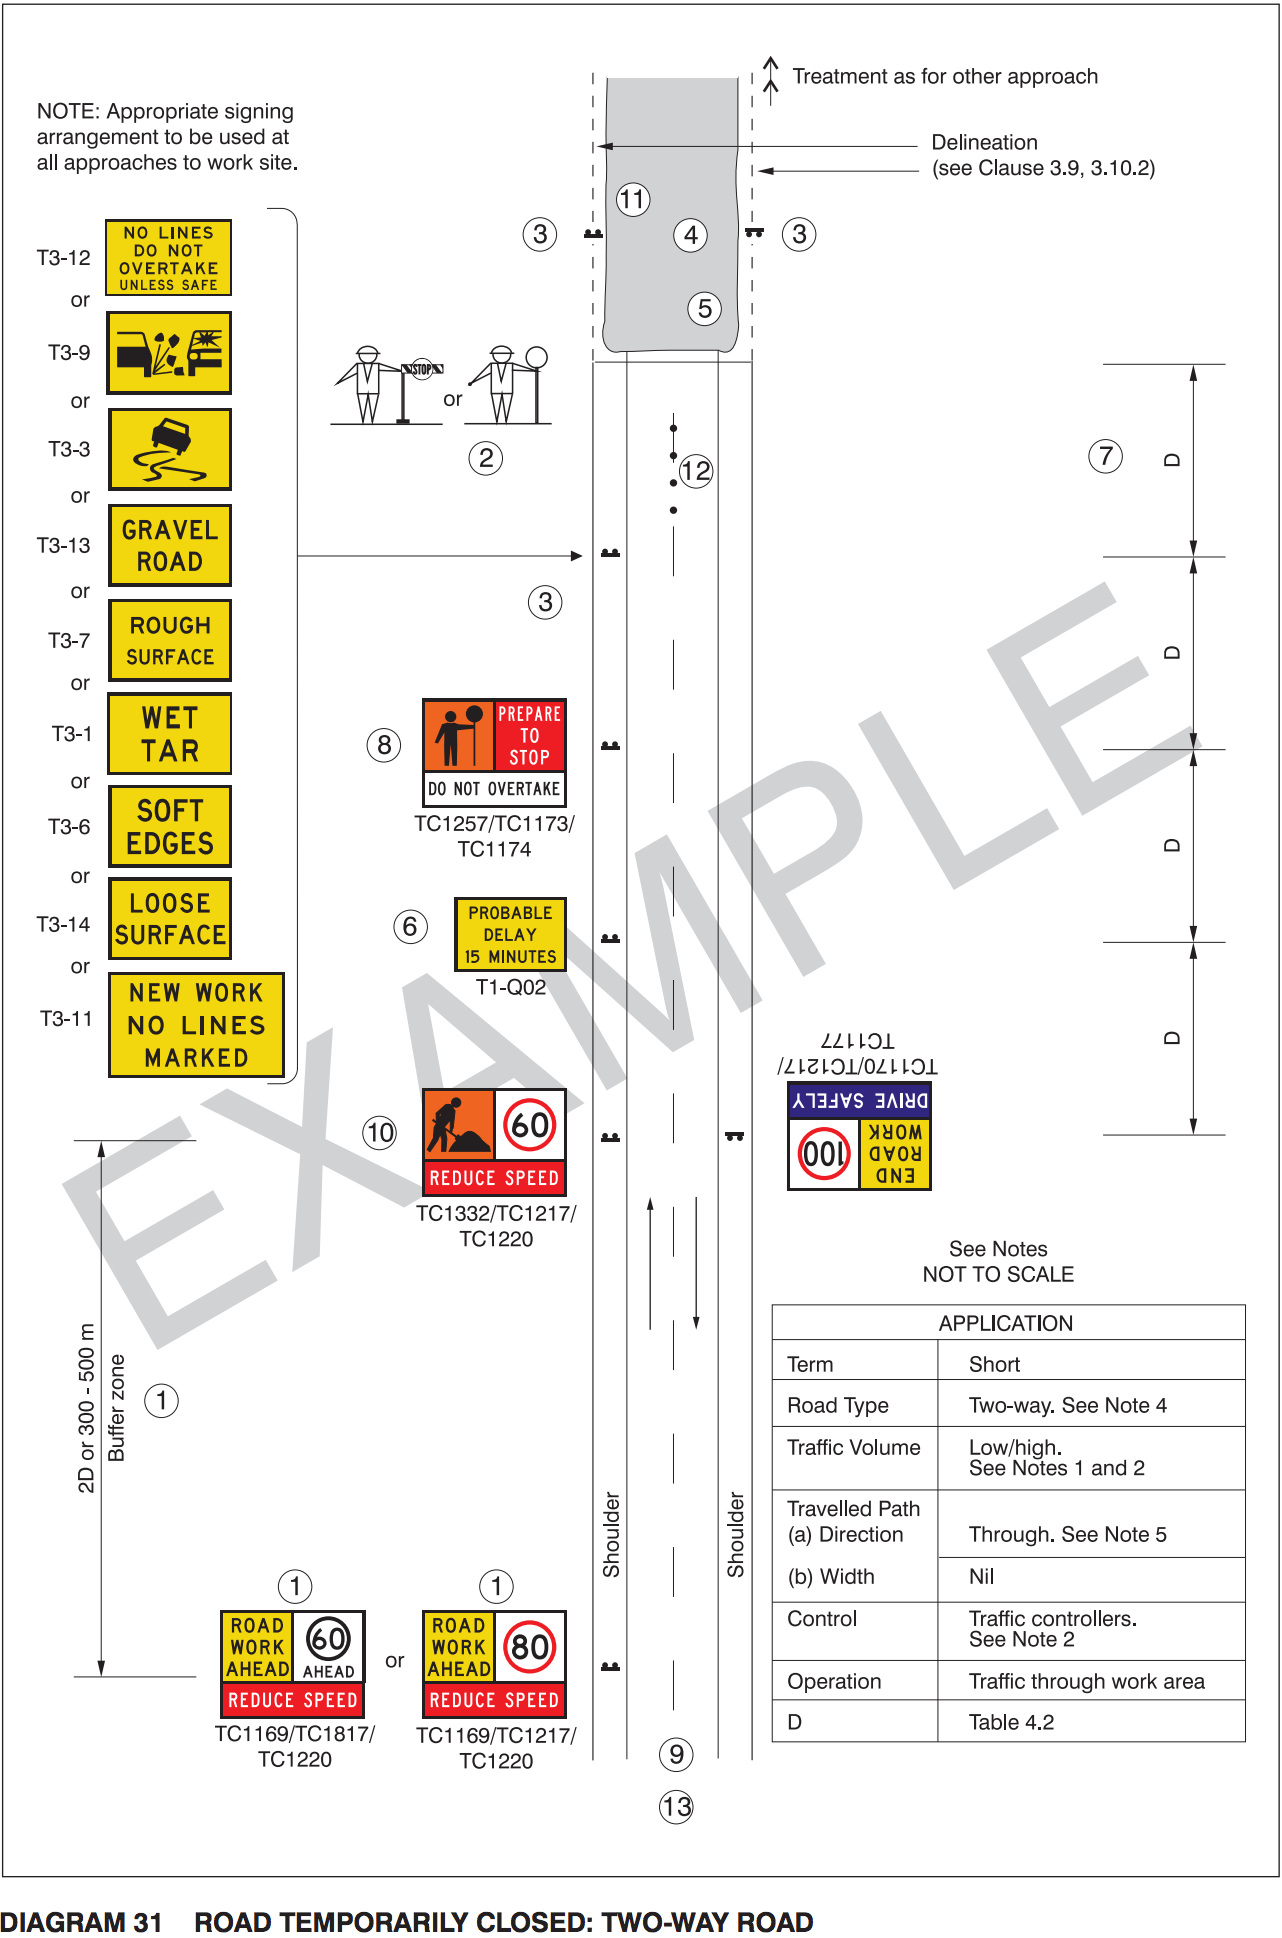 Treatment as for other approach
NOTE: Appropriate signing
arrangement to be used at
all approaches to work site.
Delineation
(see Clause 3.9, 3.10.2)
11
3
4
3
5
T3-12
NO LINES
DO NOT
OVERTAKE
UNLESS SAFE
or
T3-9
or
T3-3
or
T3-13
GRAVEL
ROAD
or
T3-7
ROUGH
SURFACE
or
T3-1
WET
TAR
or
T3-6
SOFT
EDGES
or
T3-14
LOOSE
SURFACE
or
T3-11
NEW WORK
NO LINES
MARKED
STOP
or
2
12
7
D
3
D
8
PREPARE
TO
STOP
DO NOT OVERTAKE
TC1257/TC1173/
TC1174
D
6
PROBABLE
DELAY
15 MINUTES
T1-Q02
D
EXAMPLE
TC1170/TC1217/
TC1177
DRIVE SAFELY
END
ROAD
WORK
100
10
60
REDUCE SPEED
TC1332/TC1217/
TC1220
2D or 300 - 500 m
Buffer zone
1
Shoulder
Shoulder
1
ROAD
WORK
AHEAD
60
AHEAD
REDUCE SPEED
TC1169/TC1817/
TC1220
or
1
ROAD
WORK
AHEAD
80
REDUCE SPEED
TC1169/TC1217/
TC1220
9
13
See Notes
NOT TO SCALE
APPLICATION
Term Short
Road Type Two-way. See Note 4
Traffic Volume Low/high.
See Notes 1 and 2
Travelled Path
(a) Direction Through. See Note 5
(b) Width Nil
Control Traffic controllers.
See Note 2
Operation Traffic through work area
D Table 4.2
DIAGRAM 31 ROAD TEMPORARILY CLOSED: TWO-WAY ROAD